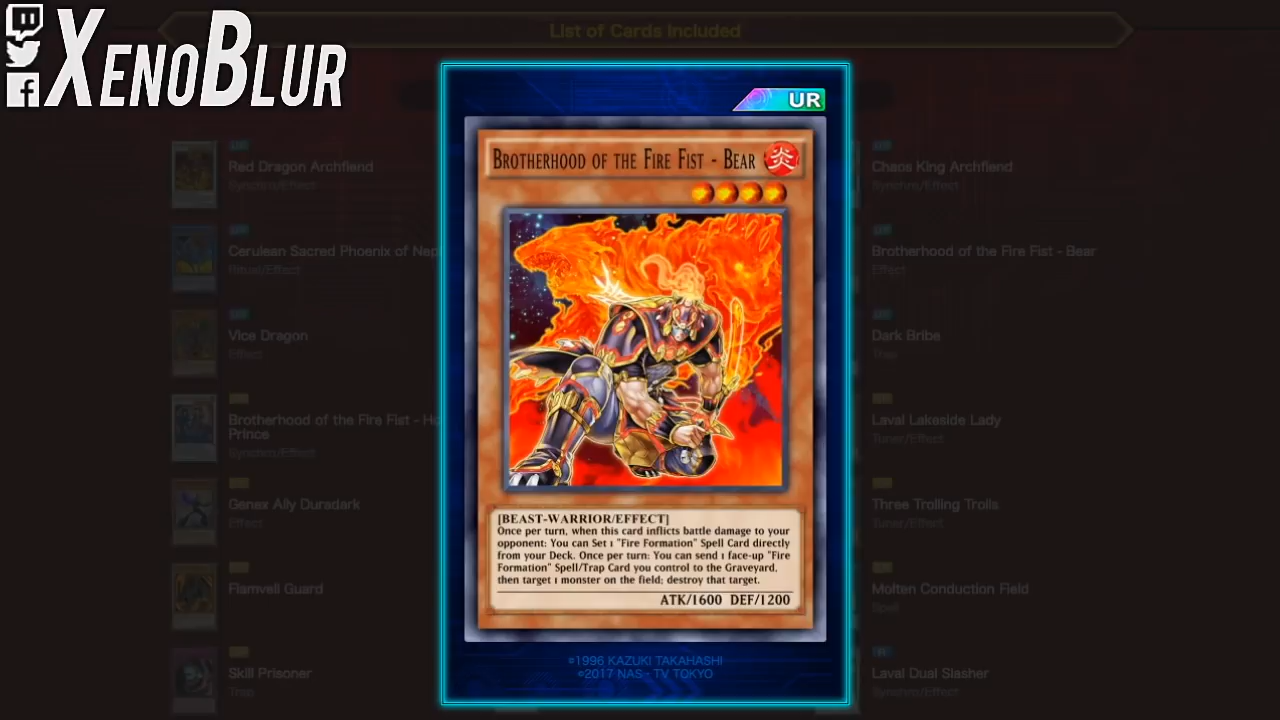 XENOBLUR
List of Cards Included
UR
BROTHERHOOD OF THE FIRE FIST - BEAR
炎
[BEAST-WARRIOR/EFFECT]
Once per turn, when this card inflicts battle damage to your
opponent: You can Set 1 "Fire Formation" Spell Card directly
from your Deck. Once per turn: You can send 1 face-up "Fire
Formation" Spell/Trap Card you control to the Graveyard,
then target 1 monster on the field; destroy that target.
ATK/1600 DEF/1200
©1996 KAZUKI TAKAHASHI
©2017 NAS - TV TOKYO
UR
Red Dragon Archfiend
Synchro/Effect
UR
Cerulean Sacred Phoenix of Nep
Ritual/Effect
UR
Vice Dragon
Effect
Brotherhood of the Fire Fist - Ho
Prince
Synchro/Effect
Genex Ally Duradark
Effect
Flamvell Guard
Skill Prisoner
Trap
UR
Chaos King Archfiend
Synchro/Effect
UR
Brotherhood of the Fire Fist - Bear
Effect
UR
Dark Bribe
Trap
Laval Lakeside Lady
Tuner/Effect
Three Trolling Trolls
Tuner/Effect
Molten Conduction Field
Spell
R
Laval Dual Slasher
Synchro/Effect